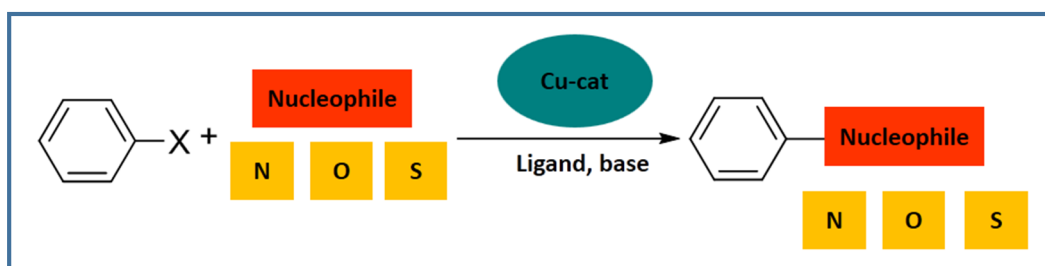 Cu-cat
Nucleophile
X +
N O S
Ligand, base
Nucleophile
N O S